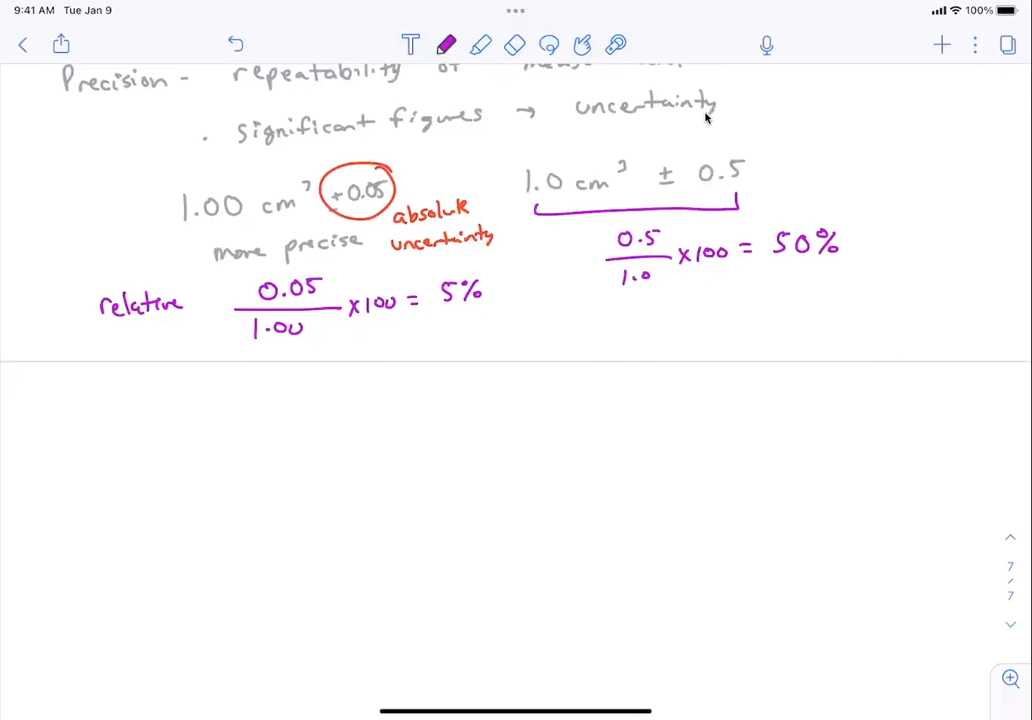 9:41 AM Tue Jan 9
100%
Precision - repeatability of
. significant figures → uncertainty
1.00 cm³ ±0.05
1.0 cm³ ± 0.5
absolute
uncertainty
more precise
0.5
1.0
×100 = 50%
relative
0.05
1.00
×100 = 5%
7
/
7